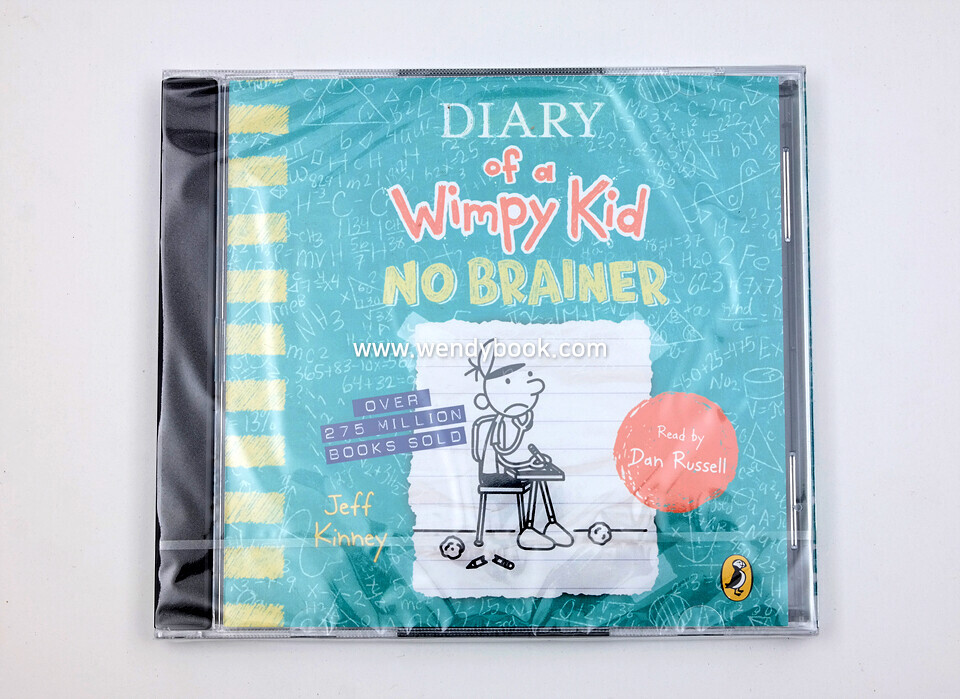 DIARY
of a
Wimpy Kid
NO BRAINER
www.wendybook.com
OVER
275 MILLION
BOOKS SOLD
Read by
Dan Russell
Jeff
Kinney